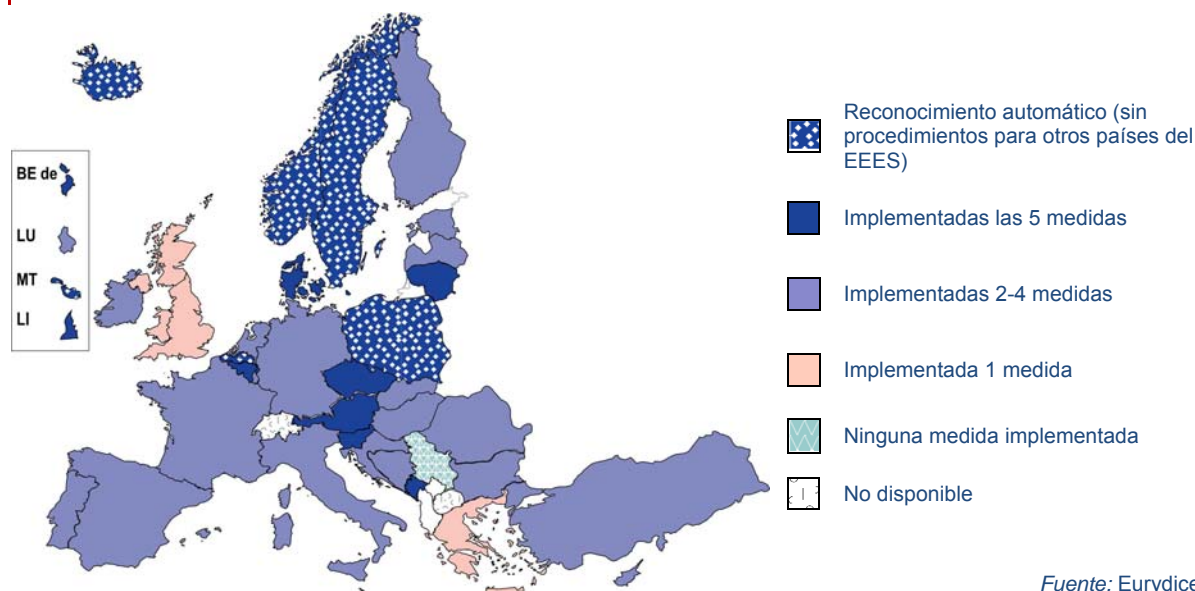 BE de
LU
MT
LI
Reconocimiento automático (sin
procedimientos para otros países del
EEES)
Implementadas las 5 medidas
Implementadas 2-4 medidas
Implementada 1 medida
Ninguna medida implementada
No disponible
Fuente: Eurydice